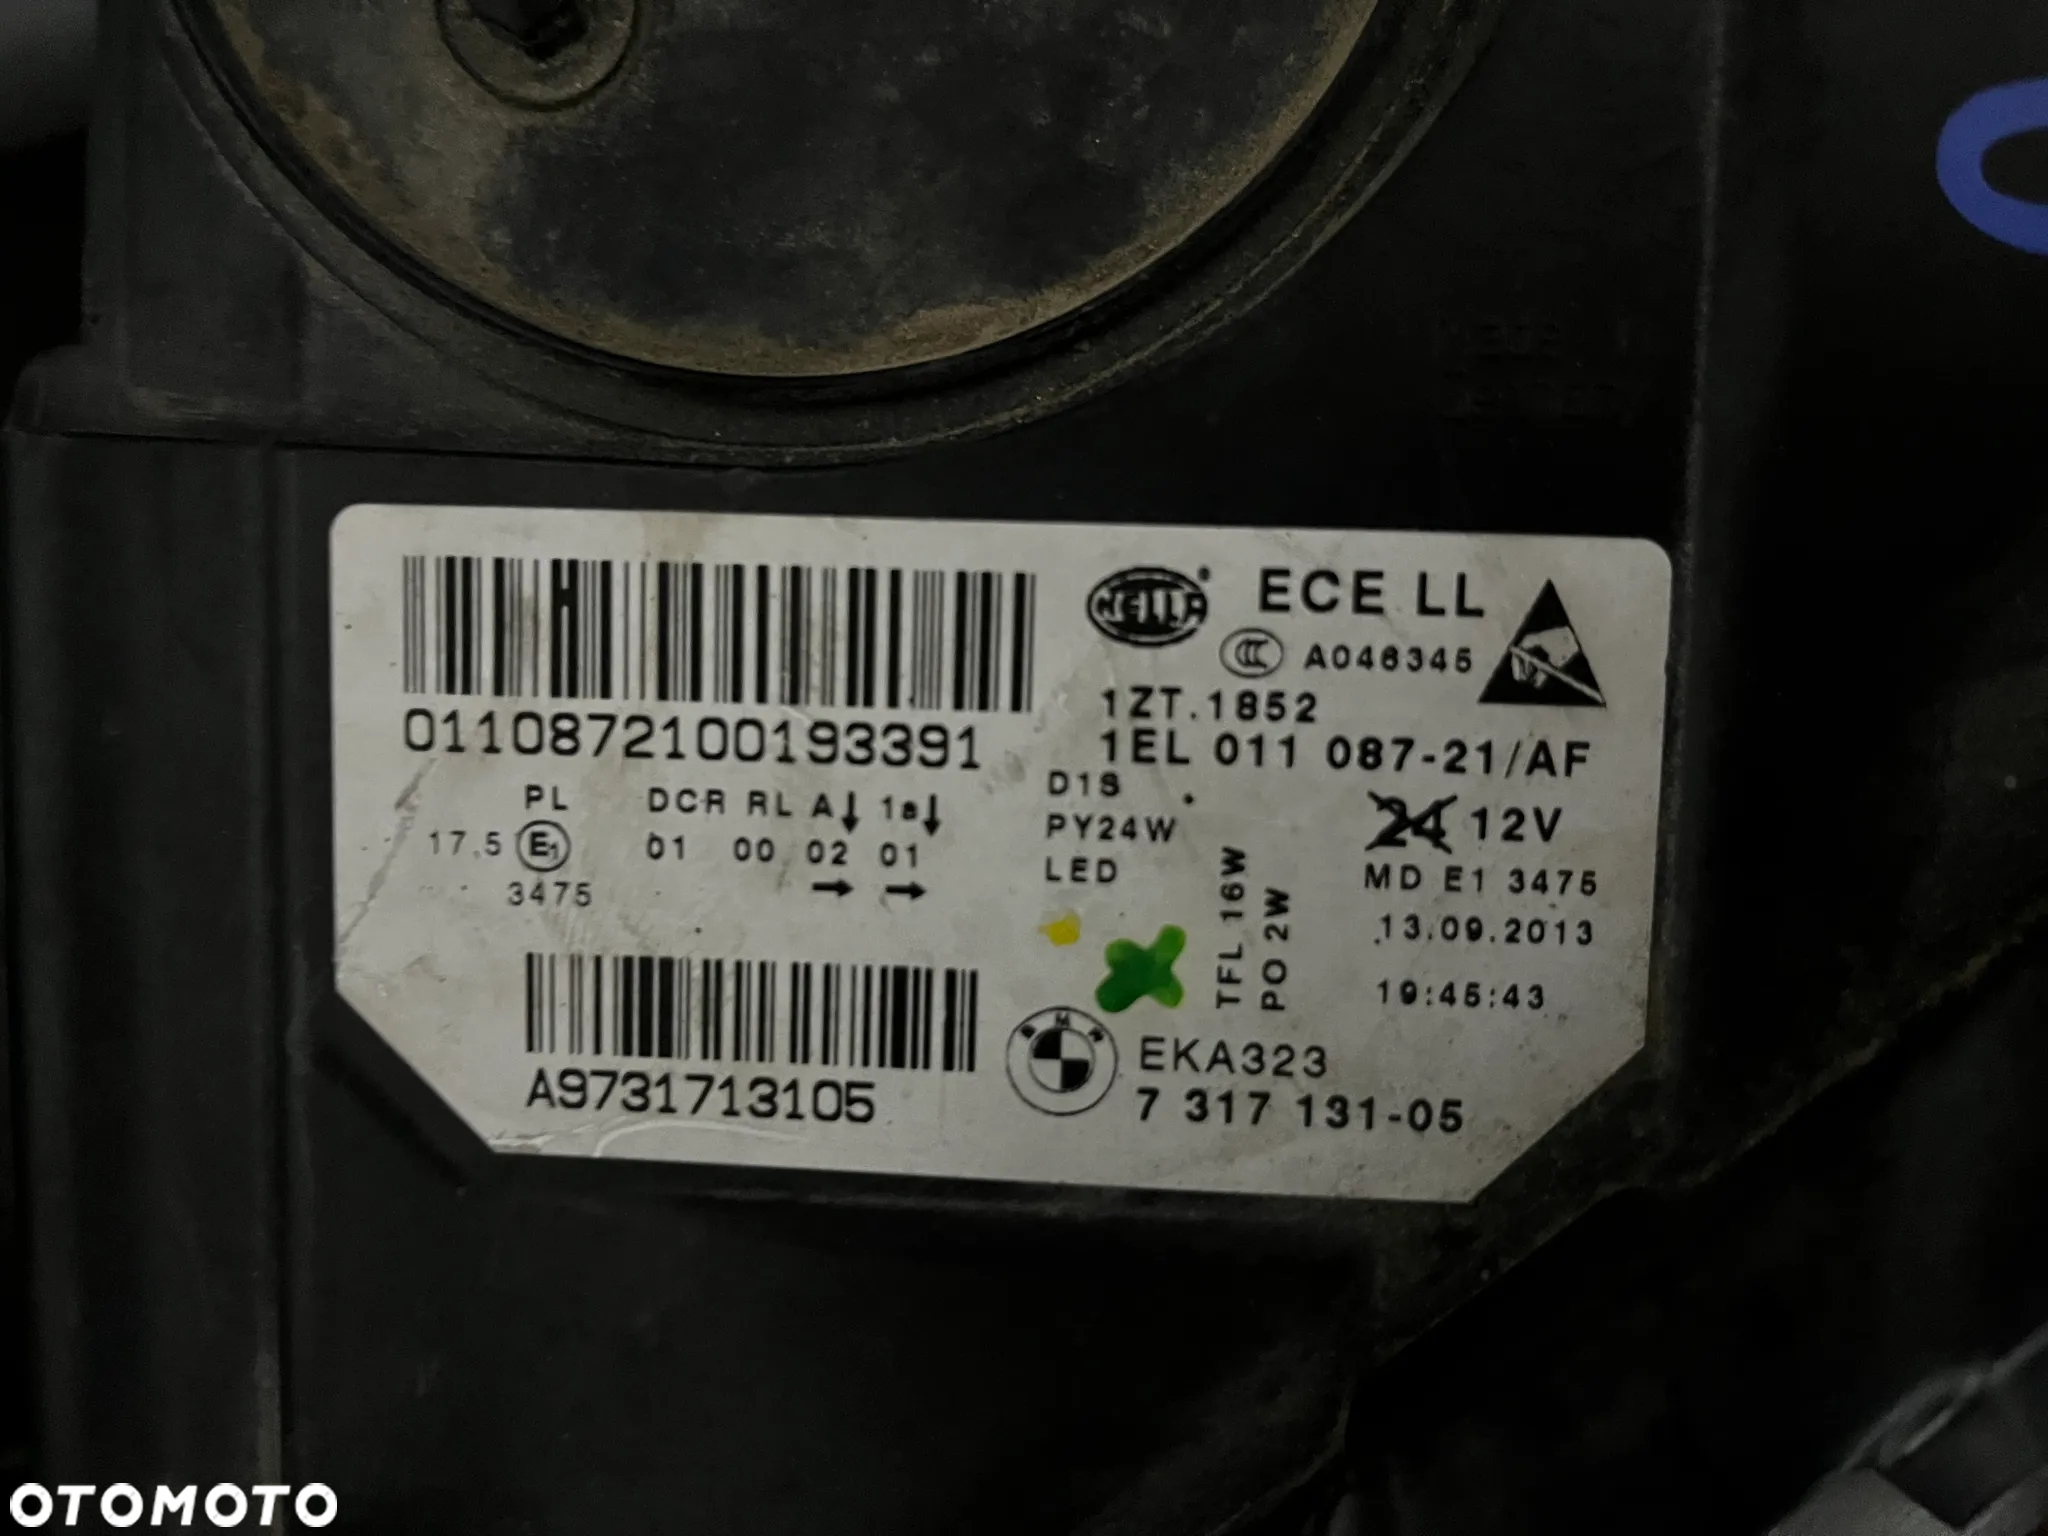 HELLA
ECE LL
A046345
1ZT.1852
0110872100193391
1EL 011 087-21/AF
PL DCR RL A↓ 1a↓
D1S
24 12V
17.5 E1 01 00 02 01
PY24W
3475 → →
LED
MD E1 3475
TFL 16W
PO 2W
.13.09.2013
19:45:43
BMW
EKA323
A9731713105
7 317 131-05
OTOMOTO